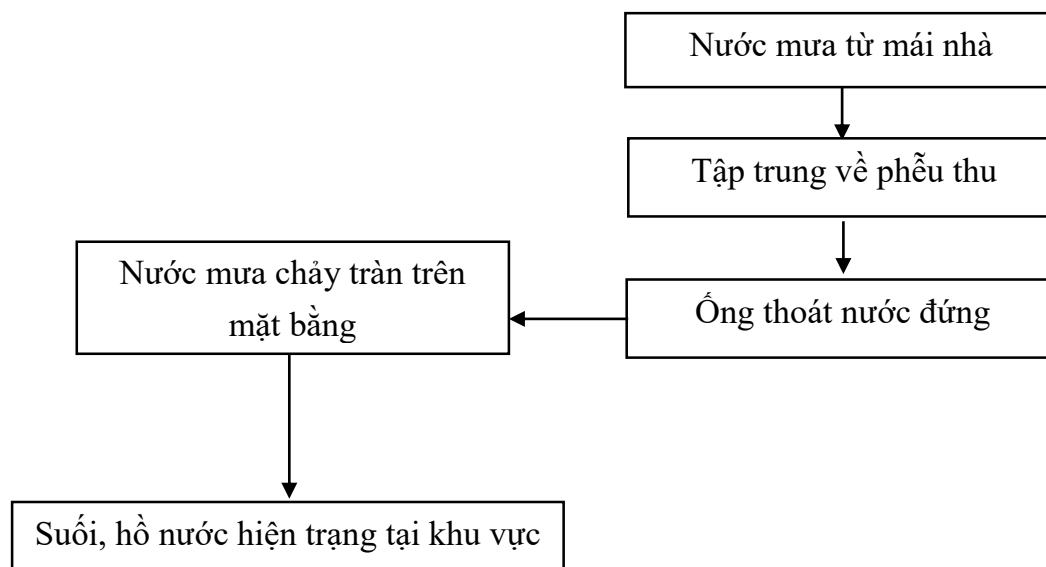 Nước mưa từ mái nhà
Tập trung về phễu thu
Nước mưa chảy tràn trên
mặt bằng
Ống thoát nước đứng
Suối, hồ nước hiện trạng tại khu vực